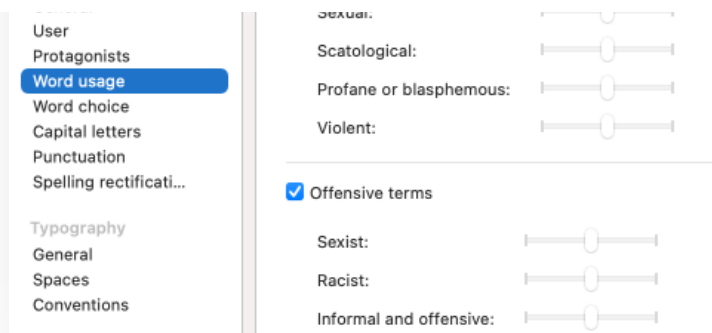 User
Protagonists
Word usage
Word choice
Capital letters
Punctuation
Spelling rectificati...
Typography
General
Spaces
Conventions
Sexual:
Scatological:
Profane or blasphemous:
Violent:
Offensive terms
Sexist:
Racist:
Informal and offensive: